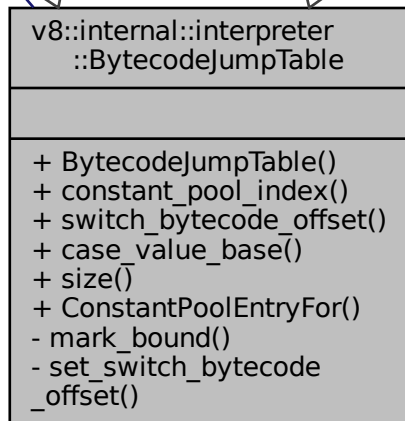 v8::internal::interpreter
::BytecodeJumpTable
+ BytecodeJumpTable()
+ constant_pool_index()
+ switch_bytecode_offset()
+ case_value_base()
+ size()
+ ConstantPoolEntryFor()
- mark_bound()
- set_switch_bytecode
_offset()